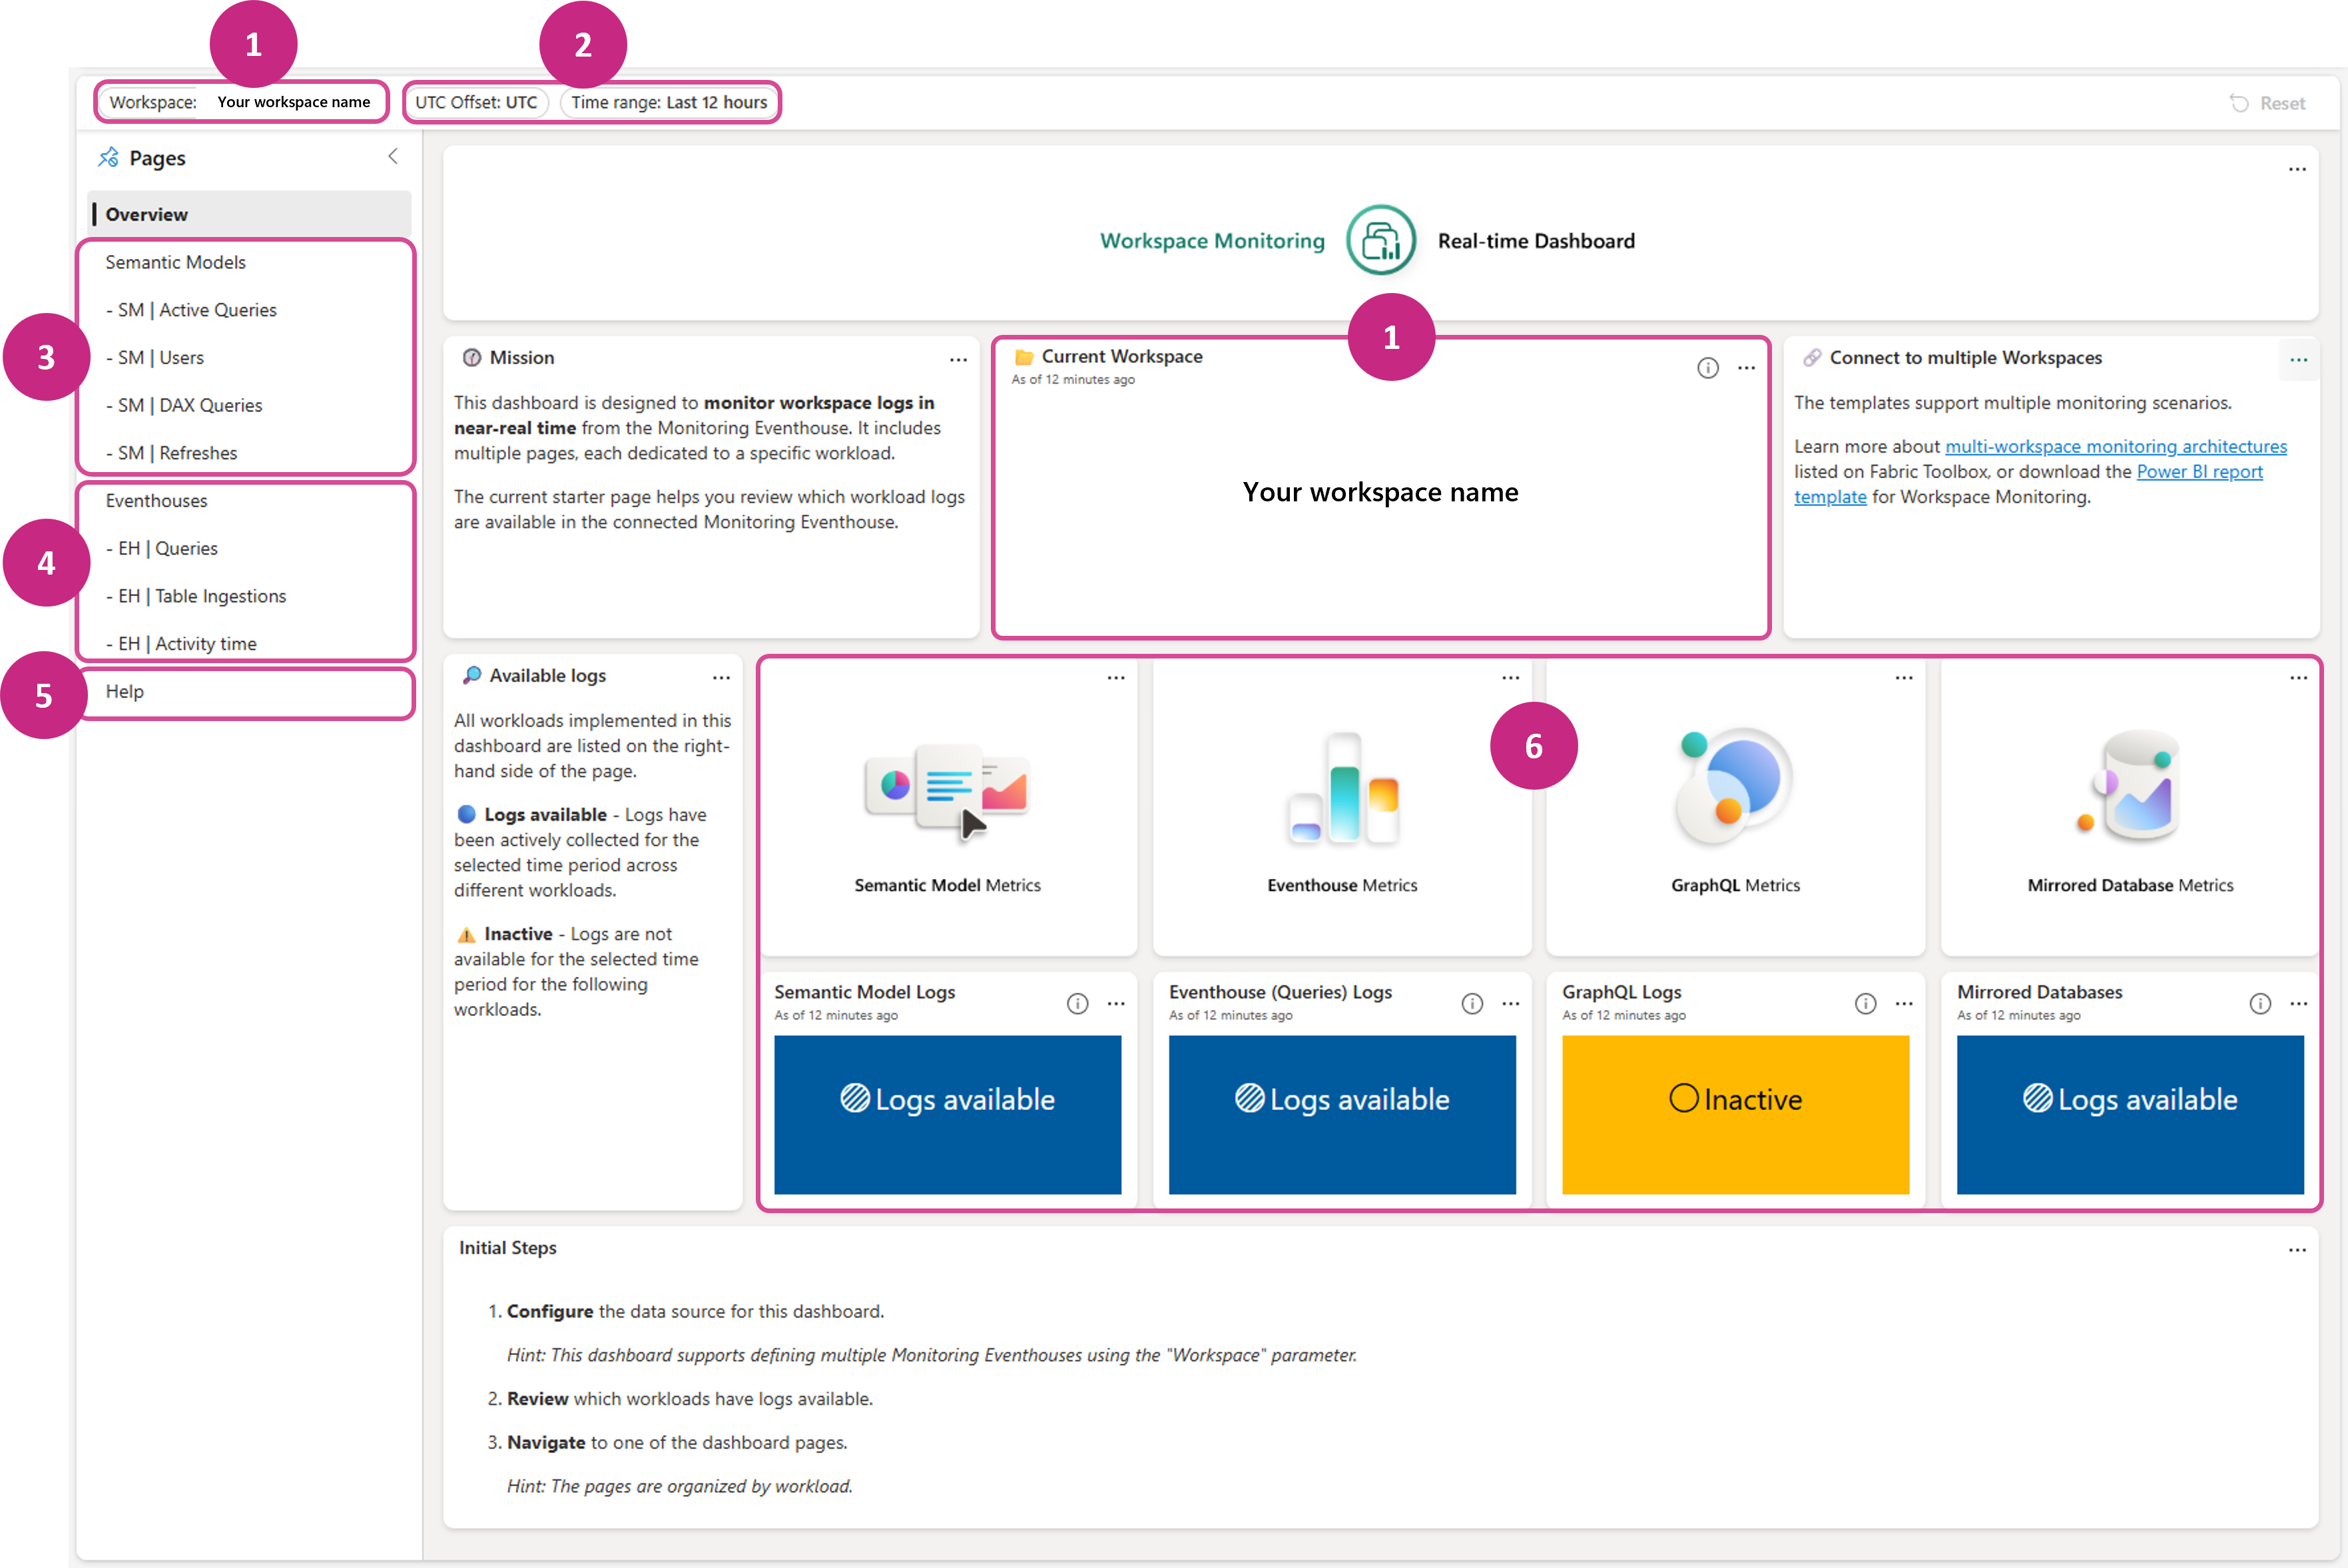 1
2
Workspace: Your workspace name
UTC Offset: UTC
Time range: Last 12 hours
Reset
Pages
Overview
3
Semantic Models
- SM | Active Queries
- SM | Users
- SM | DAX Queries
- SM | Refreshes
4
Eventhouses
- EH | Queries
- EH | Table Ingestions
- EH | Activity time
5
Help
Workspace Monitoring
Real-time Dashboard
Mission
This dashboard is designed to monitor workspace logs in
near-real time from the Monitoring Eventhouse. It includes
multiple pages, each dedicated to a specific workload.
The current starter page helps you review which workload logs
are available in the connected Monitoring Eventhouse.
1
Current Workspace
As of 12 minutes ago
Your workspace name
Connect to multiple Workspaces
The templates support multiple monitoring scenarios.
Learn more about multi-workspace monitoring architectures
listed on Fabric Toolbox, or download the Power BI report
template for Workspace Monitoring.
Available logs
All workloads implemented in this
dashboard are listed on the right-
hand side of the page.
Logs available - Logs have
been actively collected for the
selected time period across
different workloads.
Inactive - Logs are not
available for the selected time
period for the following
workloads.
6
Semantic Model Metrics
Eventhouse Metrics
GraphQL Metrics
Mirrored Database Metrics
Semantic Model Logs
As of 12 minutes ago
Logs available
Eventhouse (Queries) Logs
As of 12 minutes ago
Logs available
GraphQL Logs
As of 12 minutes ago
Inactive
Mirrored Databases
As of 12 minutes ago
Logs available
Initial Steps
1. Configure the data source for this dashboard.
Hint: This dashboard supports defining multiple Monitoring Eventhouses using the "Workspace" parameter.
2. Review which workloads have logs available.
3. Navigate to one of the dashboard pages.
Hint: The pages are organized by workload.